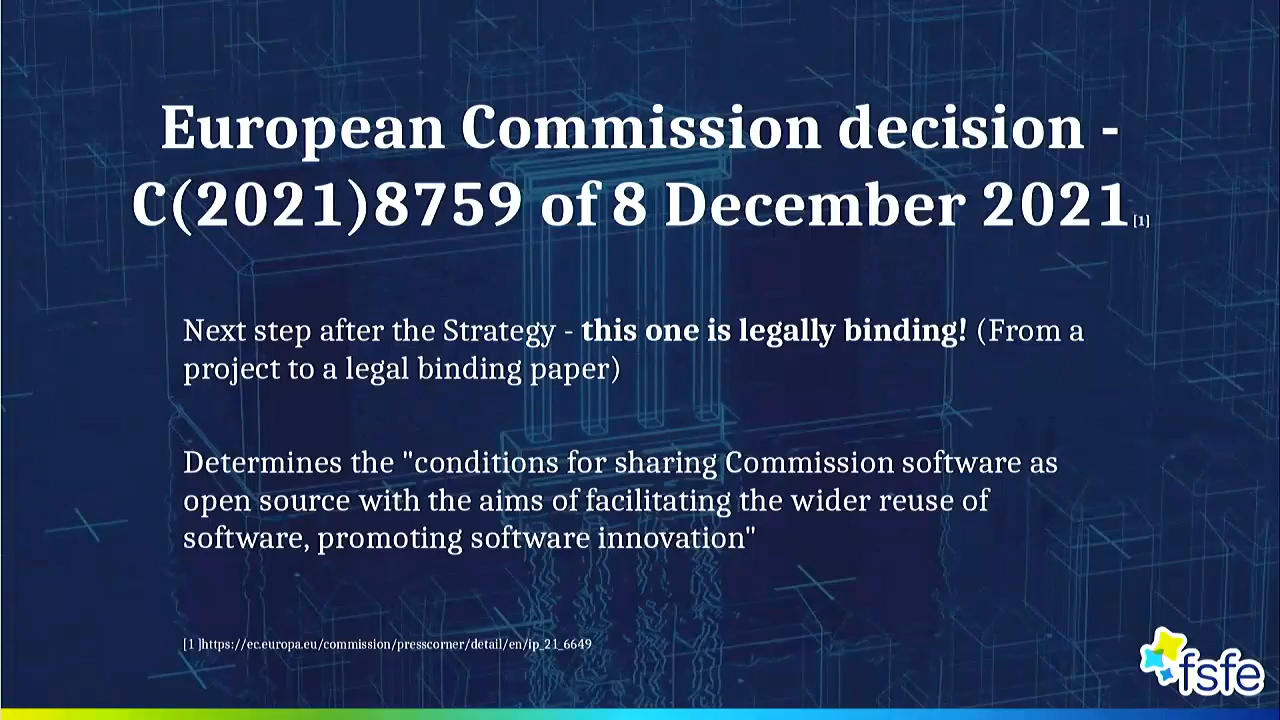 European Commission decision -
C(2021)8759 of 8 December 2021[1]
Next step after the Strategy - this one is legally binding! (From a
project to a legal binding paper)
Determines the "conditions for sharing Commission software as
open source with the aims of facilitating the wider reuse of
software, promoting software innovation"
[1 ]https://ec.europa.eu/commission/presscorner/detail/en/ip_21_6649
fsfe